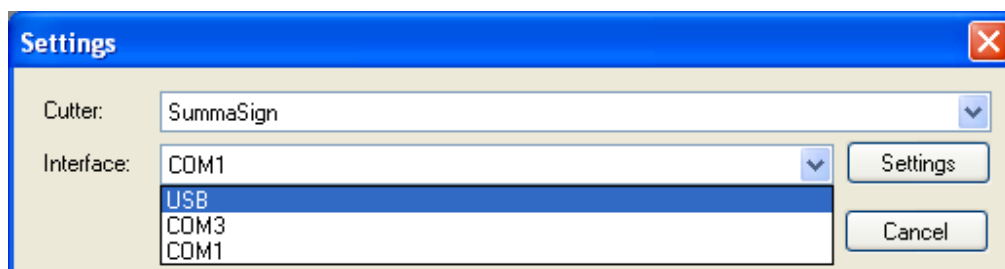 Settings
Cutter: SummaSign
Interface: COM1 Settings
USB
COM3
COM1
Cancel